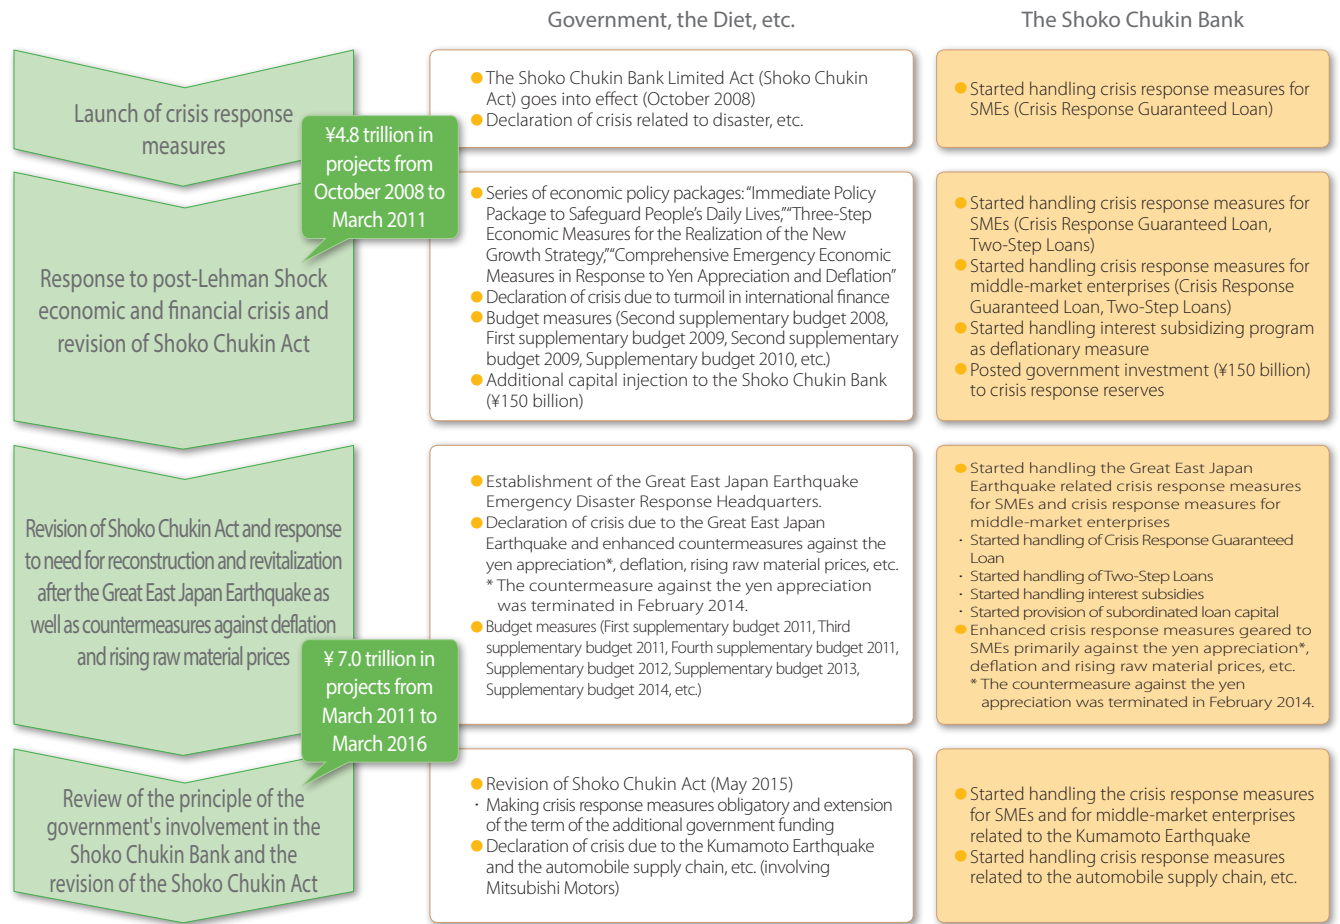 Government, the Diet, etc.
The Shoko Chukin Bank
Launch of crisis response
measures
¥4.8 trillion in
projects from
October 2008 to
March 2011
● The Shoko Chukin Bank Limited Act (Shoko Chukin
Act) goes into effect (October 2008)
● Declaration of crisis related to disaster, etc.
● Started handling crisis response measures for
SMEs (Crisis Response Guaranteed Loan)
Response to post-Lehman Shock
economic and financial crisis and
revision of Shoko Chukin Act
● Series of economic policy packages: “Immediate Policy
Package to Safeguard People’s Daily Lives,”“Three-Step
Economic Measures for the Realization of the New
Growth Strategy,”“Comprehensive Emergency Economic
Measures in Response to Yen Appreciation and Deflation”
● Declaration of crisis due to turmoil in international finance
● Budget measures (Second supplementary budget 2008,
First supplementary budget 2009, Second supplementary
budget 2009, Supplementary budget 2010, etc.)
● Additional capital injection to the Shoko Chukin Bank
(¥150 billion)
● Started handling crisis response measures for
SMEs (Crisis Response Guaranteed Loan,
Two-Step Loans)
● Started handling crisis response measures for
middle-market enterprises (Crisis Response
Guaranteed Loan, Two-Step Loans)
● Started handling interest subsidizing program
as deflationary measure
● Posted government investment (¥150 billion)
to crisis response reserves
Revision of Shoko Chukin Act and response
to need for reconstruction and revitalization
after the Great East Japan Earthquake as
well as countermeasures against deflation
and rising raw material prices
¥ 7.0 trillion in
projects from
March 2011 to
March 2016
● Establishment of the Great East Japan Earthquake
Emergency Disaster Response Headquarters.
● Declaration of crisis due to the Great East Japan
Earthquake and enhanced countermeasures against the
yen appreciation*, deflation, rising raw material prices, etc.
* The countermeasure against the yen appreciation
was terminated in February 2014.
● Budget measures (First supplementary budget 2011, Third
supplementary budget 2011, Fourth supplementary budget 2011,
Supplementary budget 2012, Supplementary budget 2013,
Supplementary budget 2014, etc.)
● Started handling the Great East Japan
Earthquake related crisis response measures
for SMEs and crisis response measures for
middle-market enterprises
・ Started handling of Crisis Response Guaranteed
Loan
・ Started handling of Two-Step Loans
・ Started handling interest subsidies
・ Started provision of subordinated loan capital
● Enhanced crisis response measures geared to
SMEs primarily against the yen appreciation*,
deflation and rising raw material prices, etc.
* The countermeasure against the yen
appreciation was terminated in February 2014.
Review of the principle of the
government's involvement in the
Shoko Chukin Bank and the
revision of the Shoko Chukin Act
● Revision of Shoko Chukin Act (May 2015)
・ Making crisis response measures obligatory and extension
of the term of the additional government funding
● Declaration of crisis due to the Kumamoto Earthquake
and the automobile supply chain, etc. (involving
Mitsubishi Motors)
● Started handling the crisis response measures
for SMEs and for middle-market enterprises
related to the Kumamoto Earthquake
● Started handling crisis response measures
related to the automobile supply chain, etc.